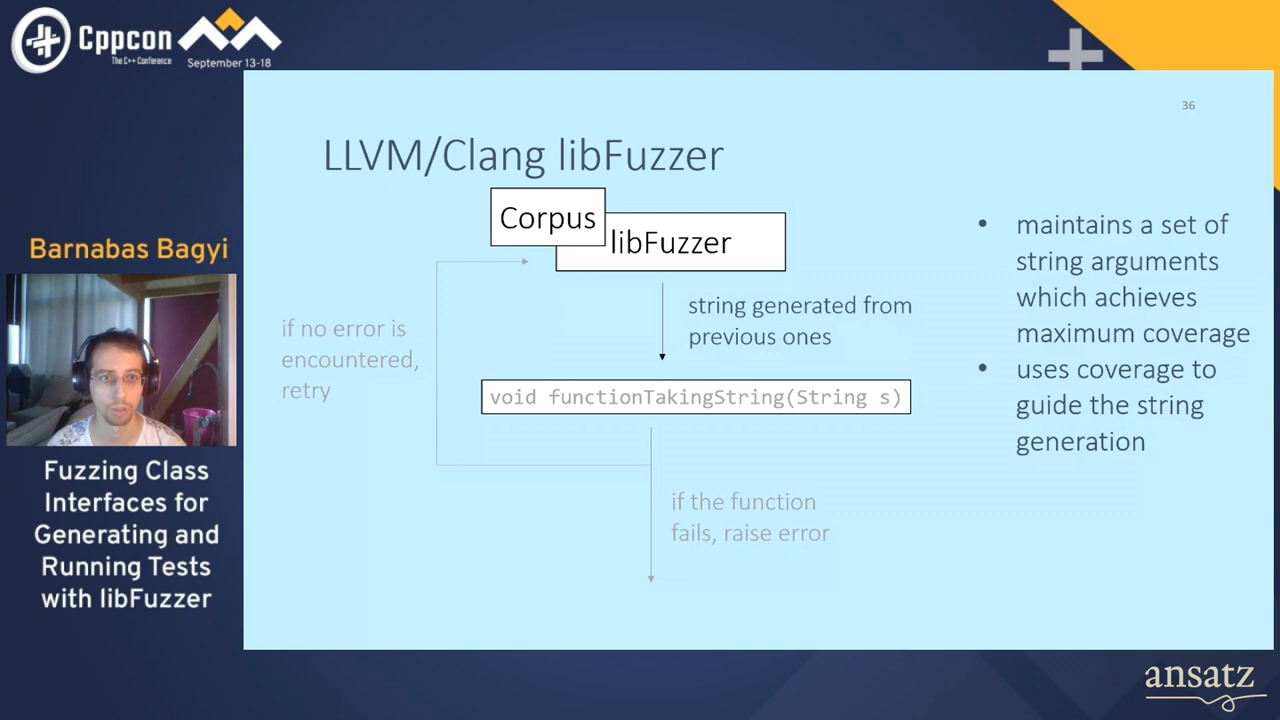 Cppcon
The C++ Conference
September 13-18
36
LLVM/Clang libFuzzer
Corpus
libFuzzer
string generated from
previous ones
if no error is
encountered,
retry
void functionTakingString(String s)
if the function
fails, raise error
• maintains a set of
string arguments
which achieves
maximum coverage
• uses coverage to
guide the string
generation
Barnabas Bagyi
Fuzzing Class
Interfaces for
Generating and
Running Tests
with libFuzzer
ansatz